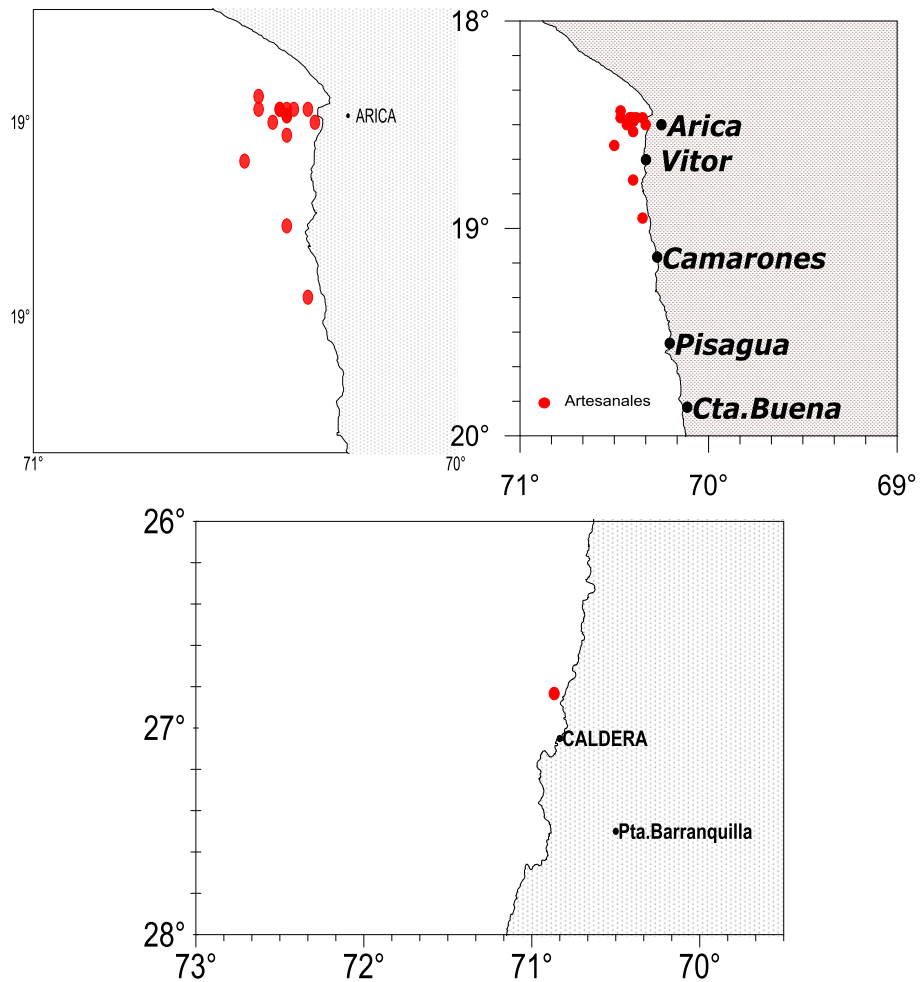 19°
ARICA
19°
71°
70°
18°
Arica
Vitor
19°
Camarones
Pisagua
Artesanales
Cta.Buena
20°
71°
70°
69°
26°
27°
CALDERA
Pta.Barranquilla
28°
73°
72°
71°
70°